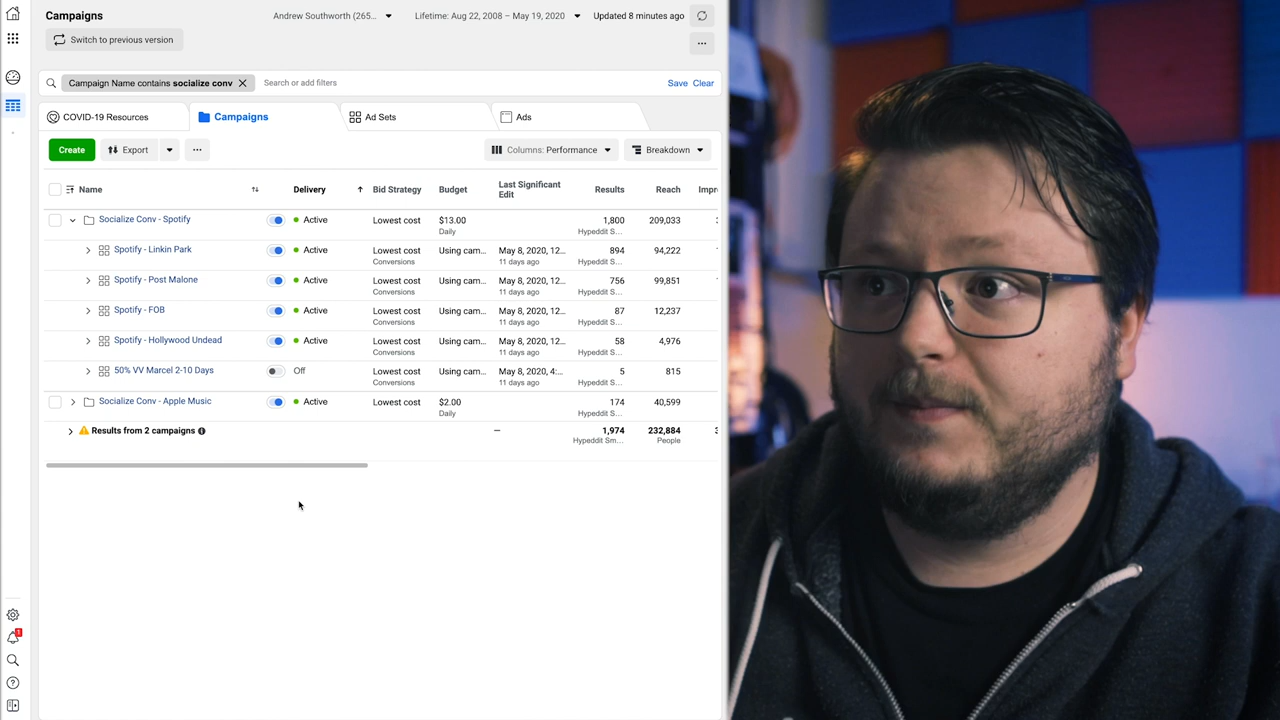 Campaigns
Andrew Southworth (265...
Lifetime: Aug 22, 2008 – May 19, 2020
Updated 8 minutes ago
Switch to previous version
Campaign Name contains socialize conv
Search or add filters
Save Clear
COVID-19 Resources
Campaigns
Ad Sets
Ads
Create
Export
Columns: Performance
Breakdown
Name Delivery Bid Strategy Budget Last Significant Edit Results Reach Impr
Socialize Conv - Spotify Active Lowest cost $13.00 1,800 209,033
Daily Hypeddit S...
Spotify - Linkin Park Active Lowest cost Using cam... May 8, 2020, 12... 894 94,222
Conversions 11 days ago Hypeddit S...
Spotify - Post Malone Active Lowest cost Using cam... May 8, 2020, 12... 756 99,851
Conversions 11 days ago Hypeddit S...
Spotify - FOB Active Lowest cost Using cam... May 8, 2020, 12... 87 12,237
Conversions 11 days ago Hypeddit S...
Spotify - Hollywood Undead Active Lowest cost Using cam... May 8, 2020, 12... 58 4,976
Conversions 11 days ago Hypeddit S...
50% VV Marcel 2-10 Days Off Lowest cost Using cam... May 8, 2020, 4:... 5 815
Conversions 11 days ago Hypeddit S...
Socialize Conv - Apple Music Active Lowest cost $2.00 174 40,599
Daily Hypeddit S...
Results from 2 campaigns — 1,974 232,884
Hypeddit Sm... People